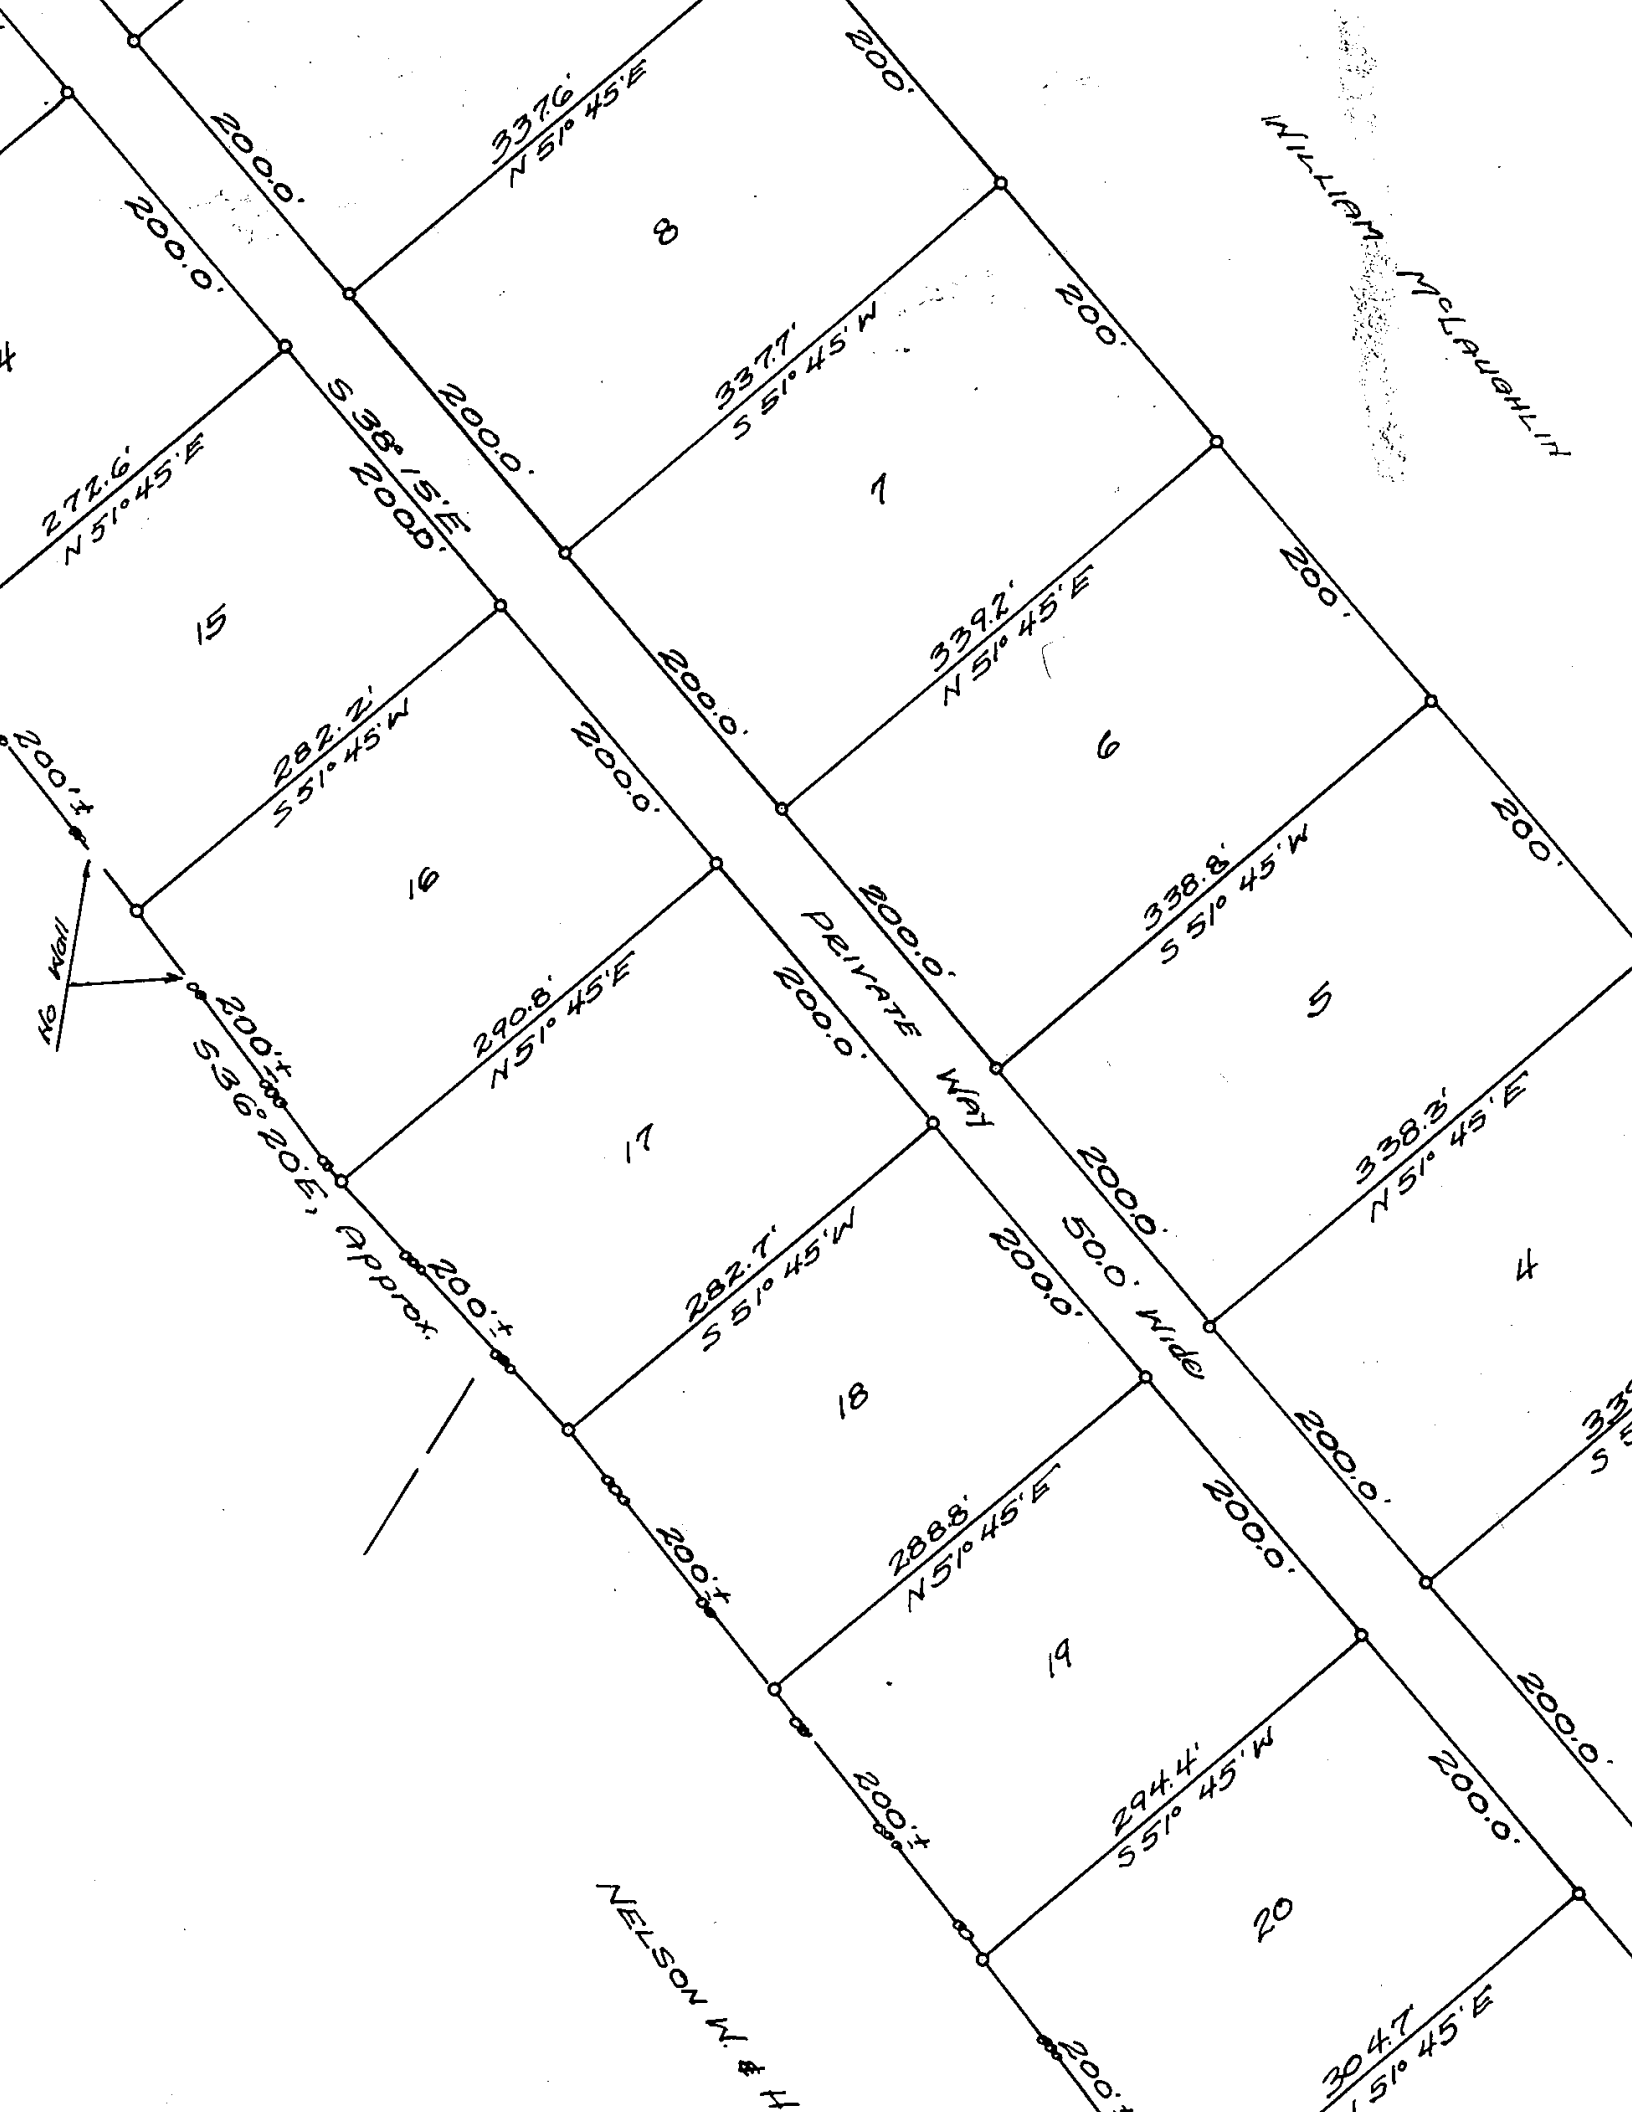 200'
337.6'
N 51° 45' E
200.0'
WILLIAM McLAUGHLIN
200.0'
8
200'
337.7'
S 51° 45' W
4
S 38° 15' E
200.0'
200.0'
272.6'
N 51° 45' E
7
200'
339.2'
N 51° 45' E
15
200.0'
282.2'
S 51° 45' W
200.0'
6
200'± 
200'
338.8'
S 51° 45' W
16
No Wall
200.0'
PRIVATE WAY
50.0' Wide
200.0'
290.8'
N 51° 45' E
5
200'±
S 36° 20' E, Approx.
338.3'
N 51° 45' E
17
200.0'
282.7'
S 51° 45' W
200.0'
4
200'±
18
200.0'
288.8'
N 51° 45' E
200.0'
200'±
19
200.0'
294.4'
S 51° 45' W
200.0'
200'±
20
NELSON W. & H
304.7'
51° 45' E
200'±